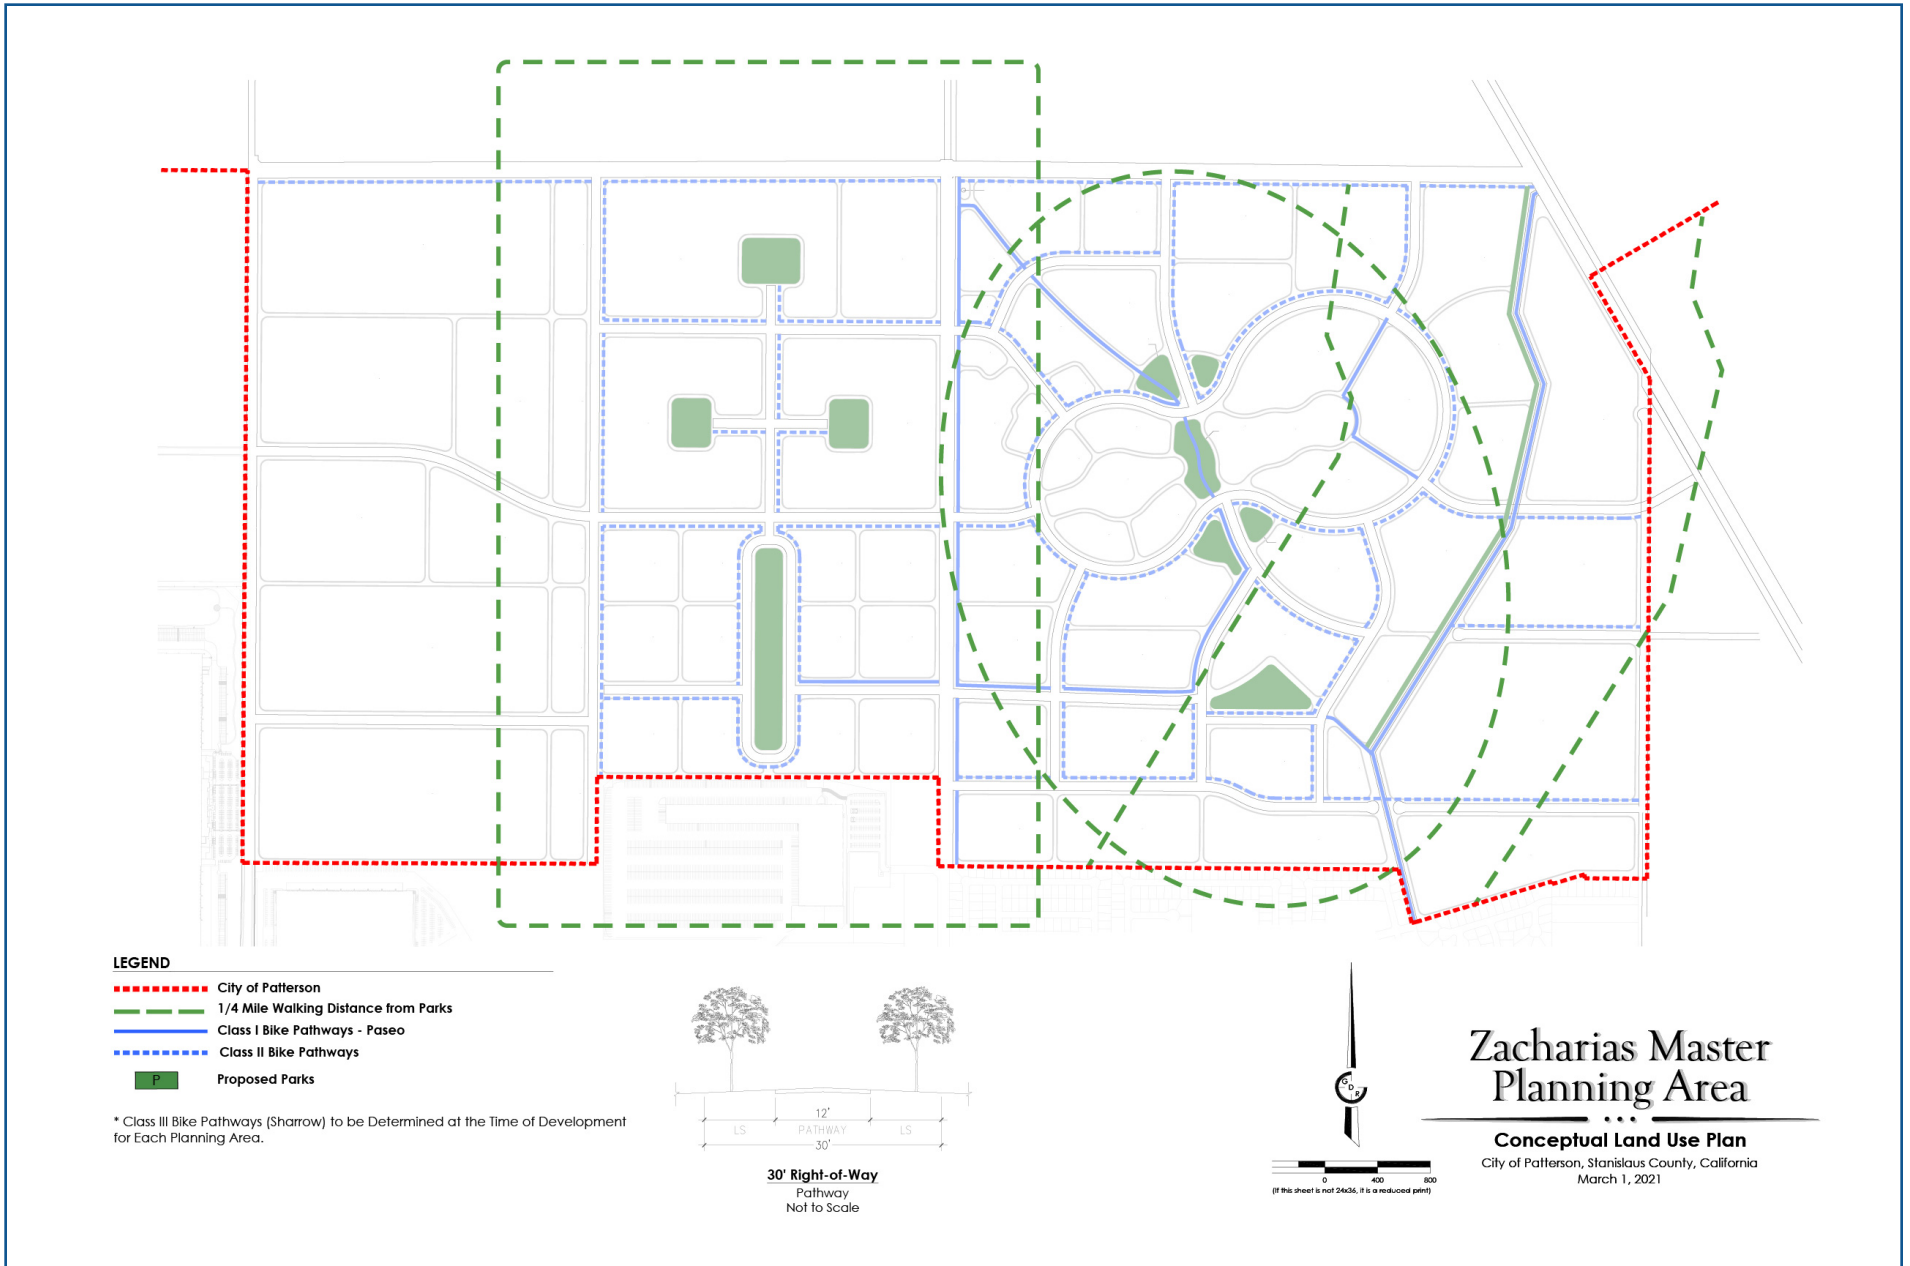 LEGEND
City of Patterson
1/4 Mile Walking Distance from Parks
Class I Bike Pathways - Paseo
Class II Bike Pathways
P
Proposed Parks
* Class III Bike Pathways (Sharrow) to be Determined at the Time of Development
for Each Planning Area.
12'
LS PATHWAY LS
30'
30' Right-of-Way
Pathway
Not to Scale
G
D
R
0 400 800
(If this sheet is not 24x36, it is a reduced print)
Zacharias Master
Planning Area
Conceptual Land Use Plan
City of Patterson, Stanislaus County, California
March 1, 2021